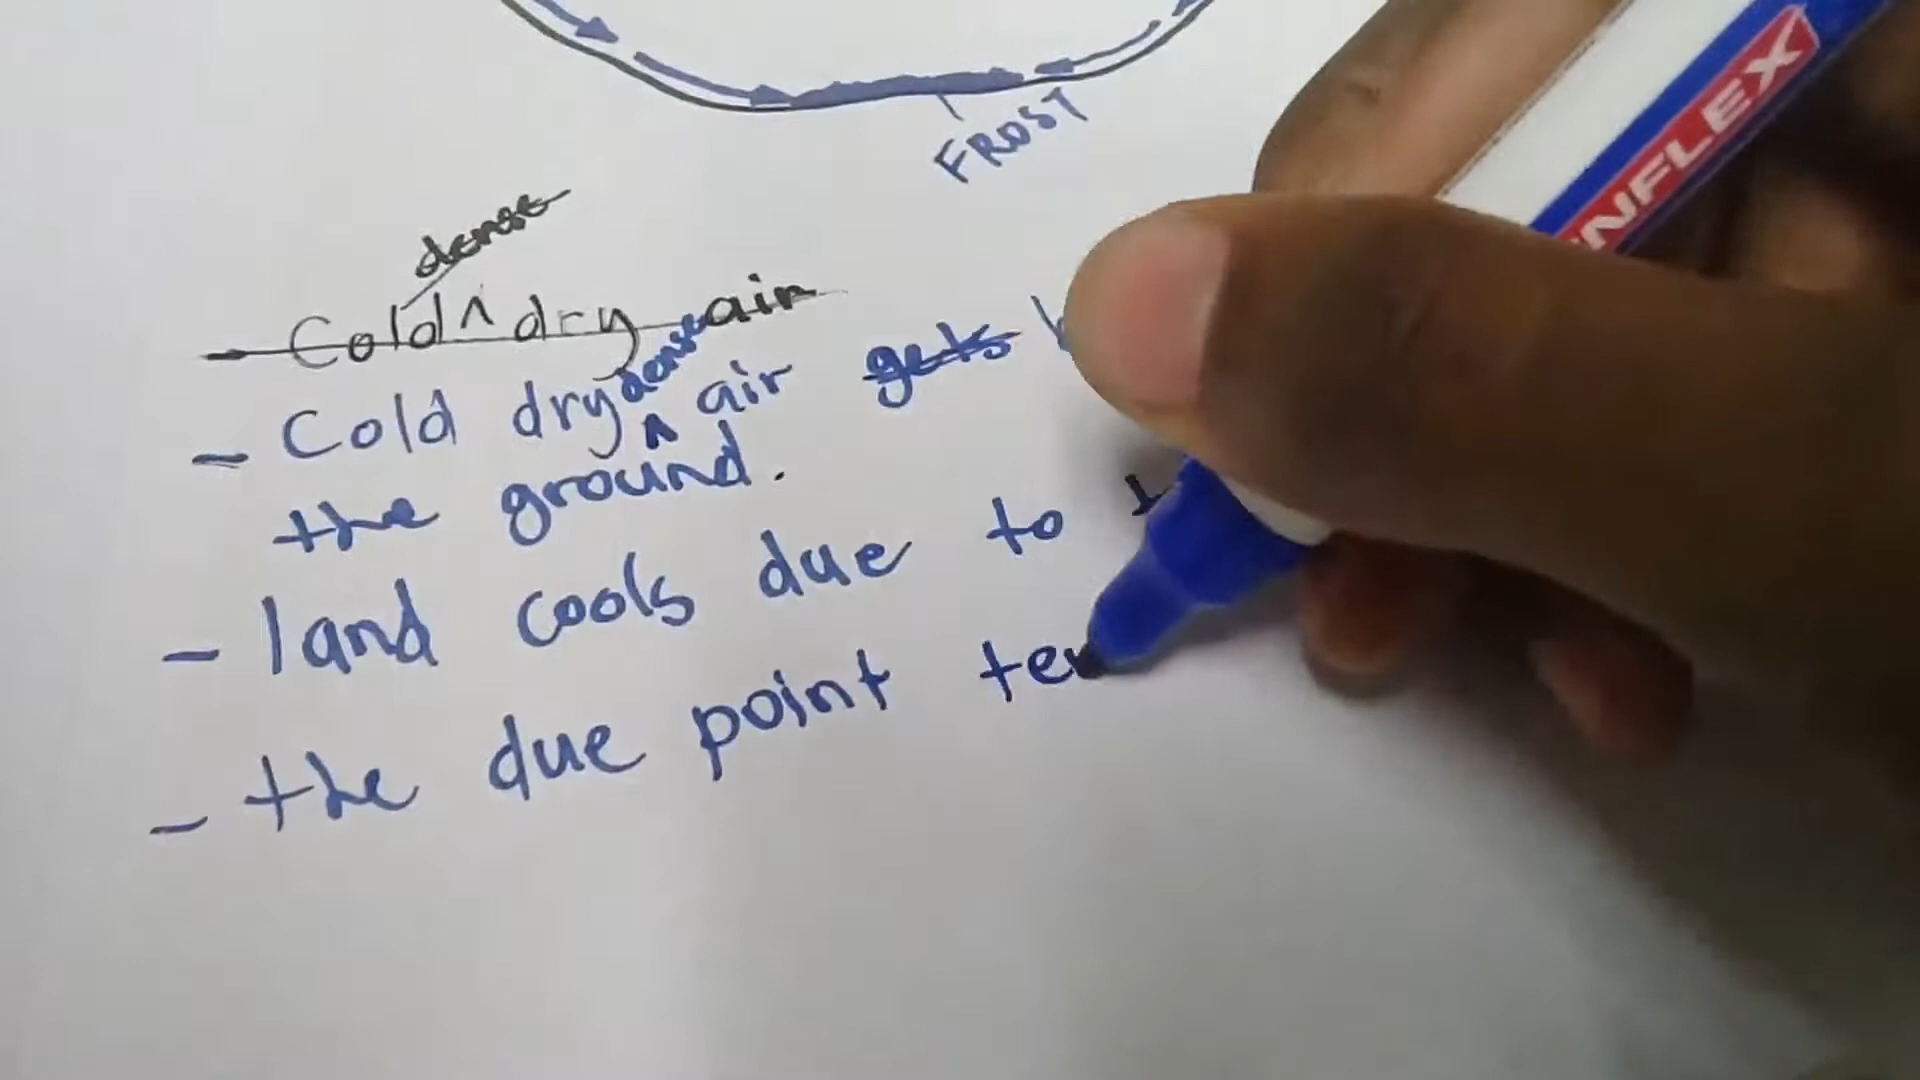 FROST
dense
- Cold ^ dry air
dense
- Cold dry ^ air gets
the ground.
- land cools due to
- the due point
NFLEX